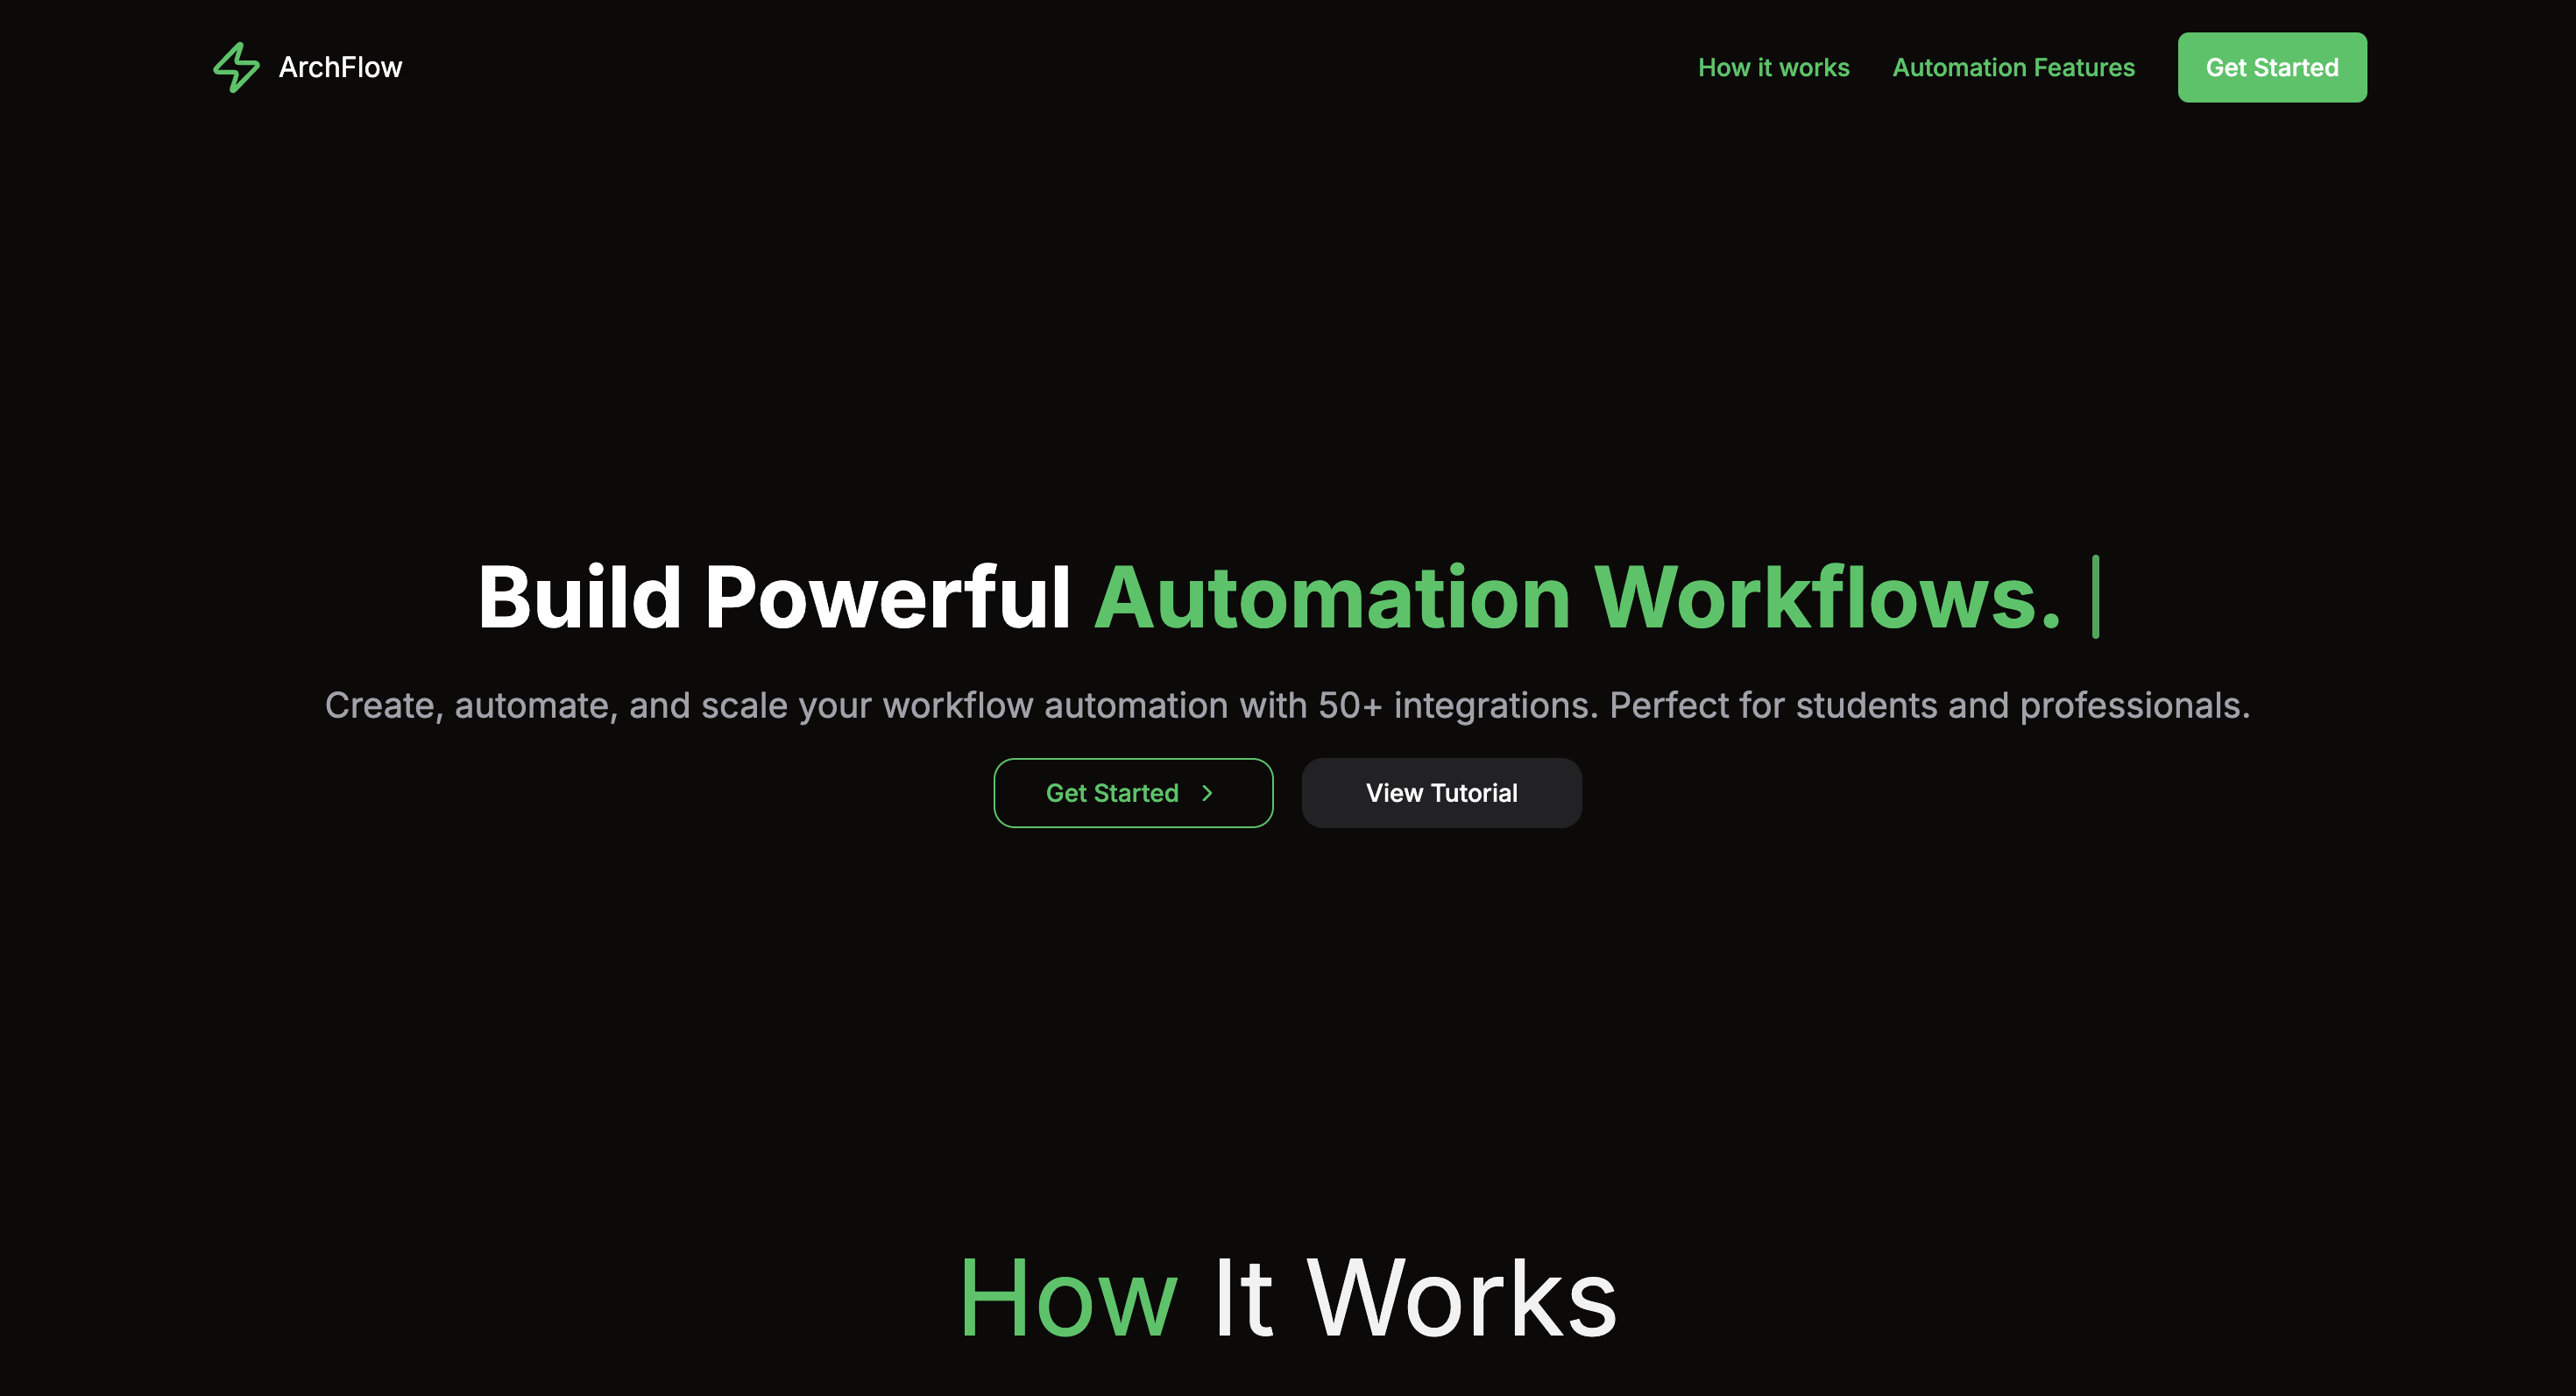 ArchFlow
How it works
Automation Features
Get Started
Build Powerful Automation Workflows.
Create, automate, and scale your workflow automation with 50+ integrations. Perfect for students and professionals.
Get Started
View Tutorial
How It Works